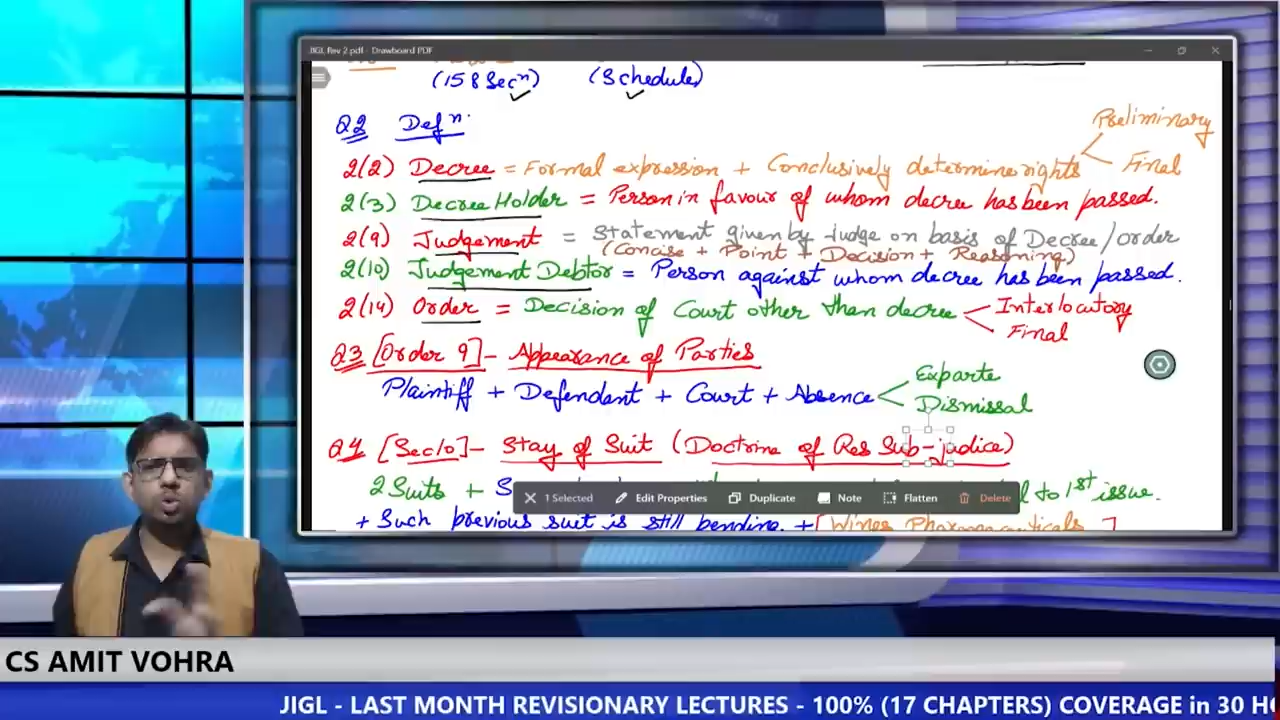 JIGL Rev 2.pdf - Drawboard PDF
(158 Secⁿ) (Schedule)
Q2 Defⁿ.
Preliminary
2(2) Decree = Formal expression + Conclusively determine rights
Final
2(3) Decree Holder = Person in favour of whom decree has been passed.
2(9) Judgement = Statement given by judge on basis of Decree/order
(Concise + Point + Decision + Reasoning)
2(10) Judgement Debtor = Person against whom decree has been passed.
2(14) Order = Decision of Court other than decree
Interlocutory
Final
Q3 [Order 9] - Appearance of Parties
Plaintiff + Defendant + Court + Absence
Exparte
Dismissal
Q4 [Sec10] - Stay of Suit (Doctrine of Res Sub-judice)
2 Suits + to 1st issue.
1 Selected Edit Properties Duplicate Note Flatten Delete
+ Such previous suit is still pending. + [Wings Pharmaceuticals ]
CS AMIT VOHRA
JIGL - LAST MONTH REVISIONARY LECTURES - 100% (17 CHAPTERS) COVERAGE in 30 H